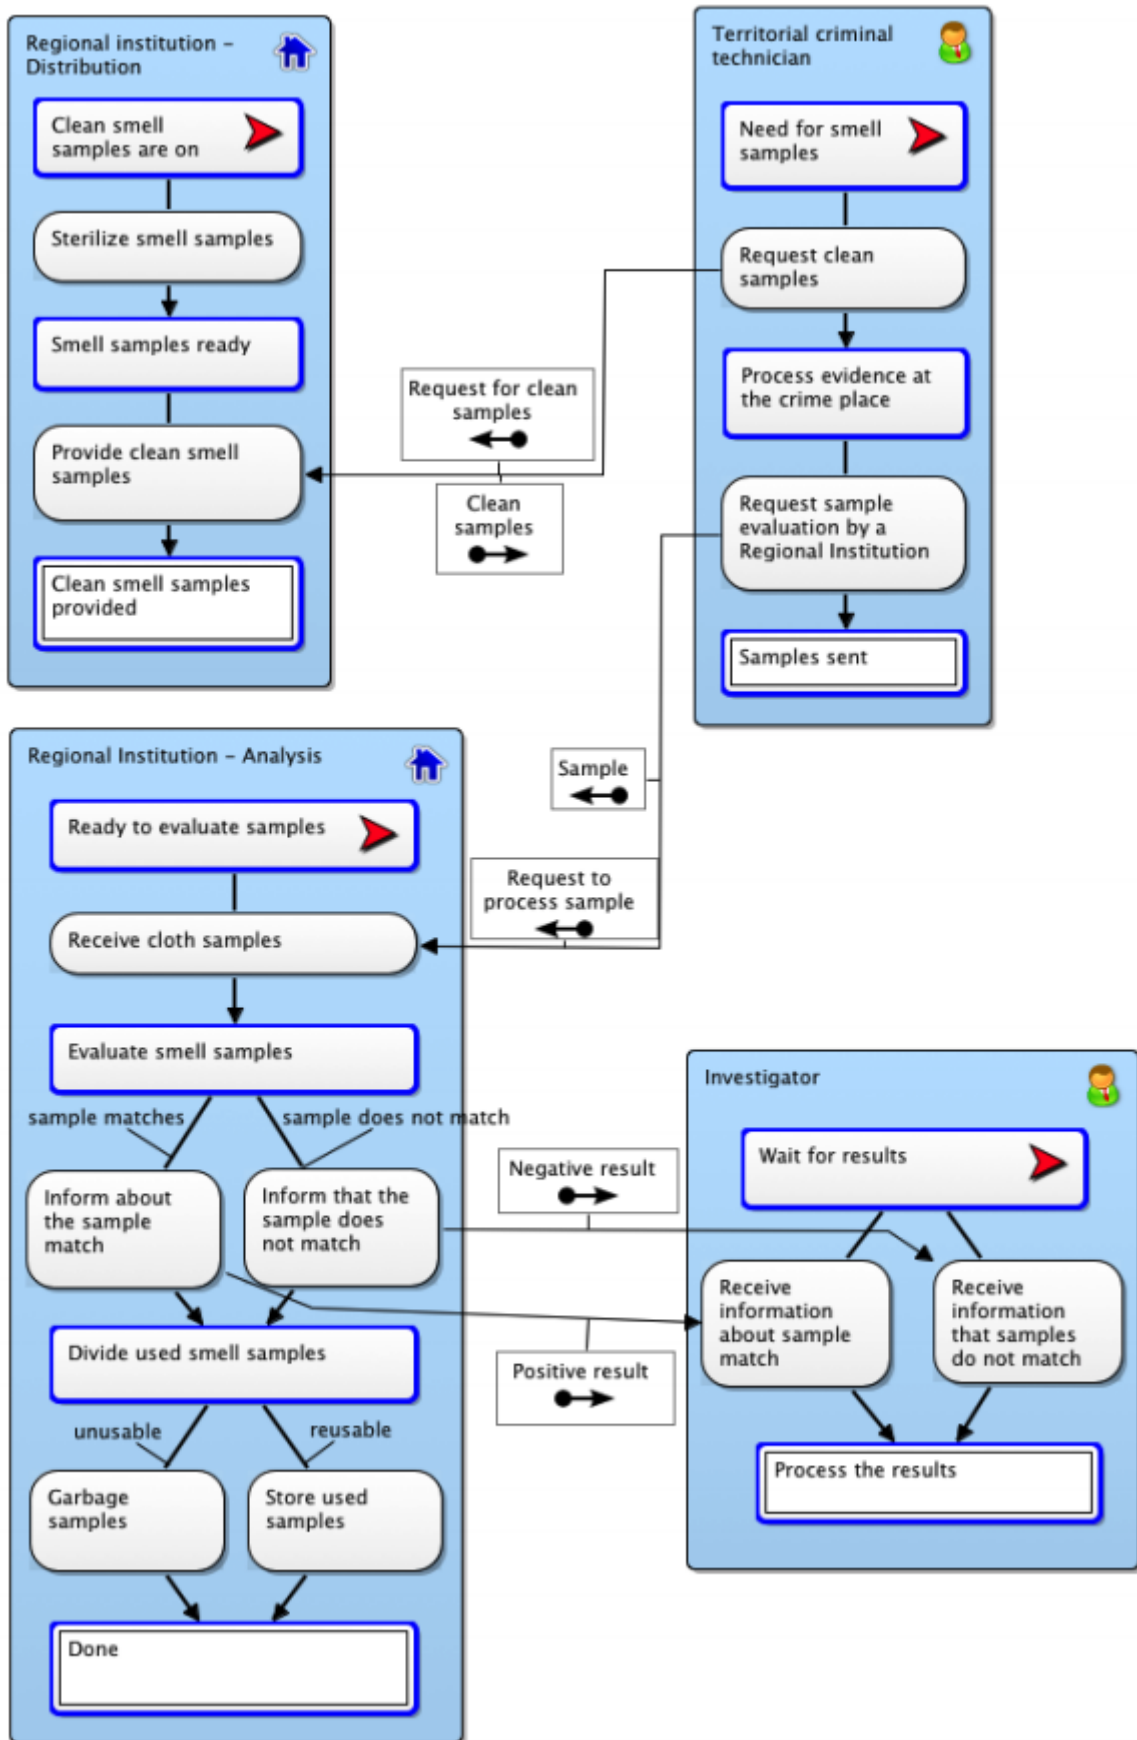 Regional institution –
Distribution
Clean smell
samples are on
Sterilize smell samples
Smell samples ready
Provide clean smell
samples
Clean smell samples
provided
Territorial criminal
technician
Need for smell
samples
Request clean
samples
Process evidence at
the crime place
Request sample
evaluation by a
Regional Institution
Samples sent
Request for clean
samples
Clean
samples
Sample
Request to
process sample
Regional Institution – Analysis
Ready to evaluate samples
Receive cloth samples
Evaluate smell samples
sample matches
sample does not match
Inform about
the sample
match
Inform that the
sample does
not match
Divide used smell samples
unusable
reusable
Garbage
samples
Store used
samples
Done
Negative result
Positive result
Investigator
Wait for results
Receive
information
about sample
match
Receive
information
that samples
do not match
Process the results